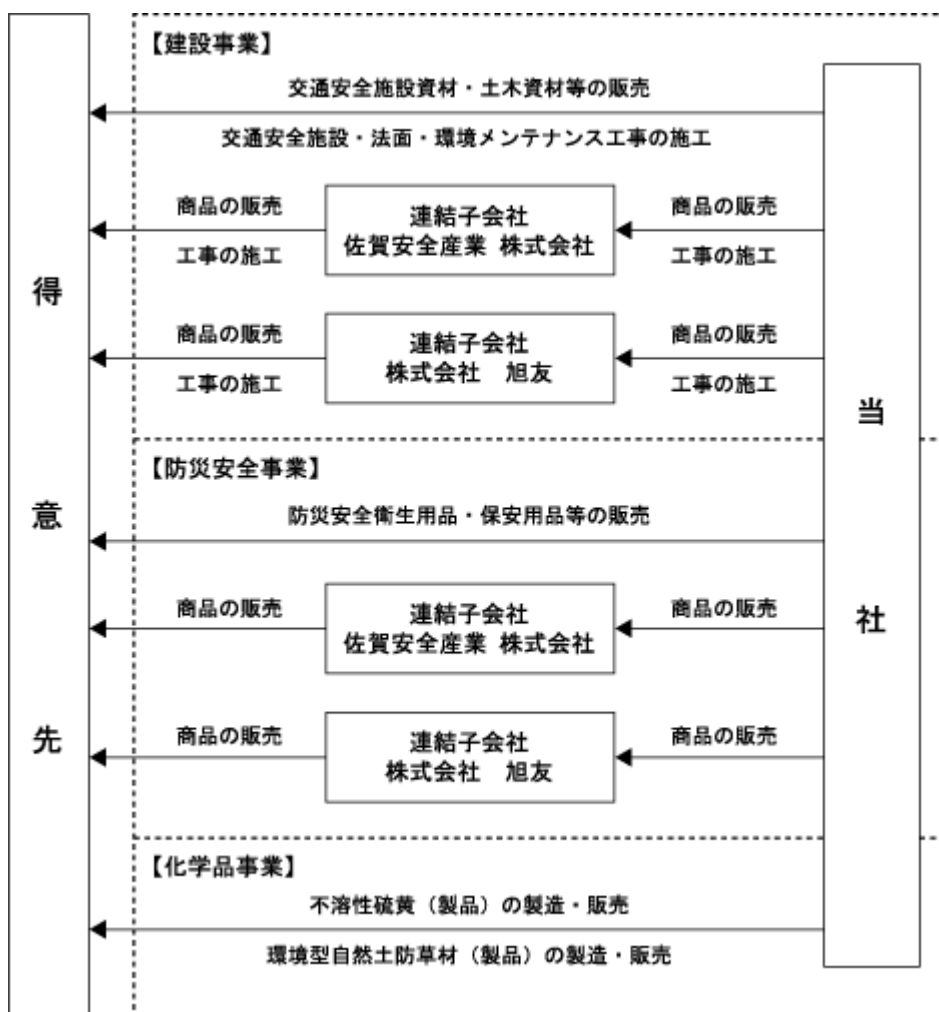 【建設事業】
交通安全施設資材・土木資材等の販売
交通安全施設・法面・環境メンテナンス工事の施工
商品の販売
工事の施工
連結子会社
佐賀安全産業 株式会社
商品の販売
工事の施工
商品の販売
工事の施工
連結子会社
株式会社　旭友
商品の販売
工事の施工
【防災安全事業】
防災安全衛生用品・保安用品等の販売
商品の販売
連結子会社
佐賀安全産業 株式会社
商品の販売
商品の販売
連結子会社
株式会社　旭友
商品の販売
【化学品事業】
不溶性硫黄（製品）の製造・販売
環境型自然土防草材（製品）の製造・販売
得意先
当社